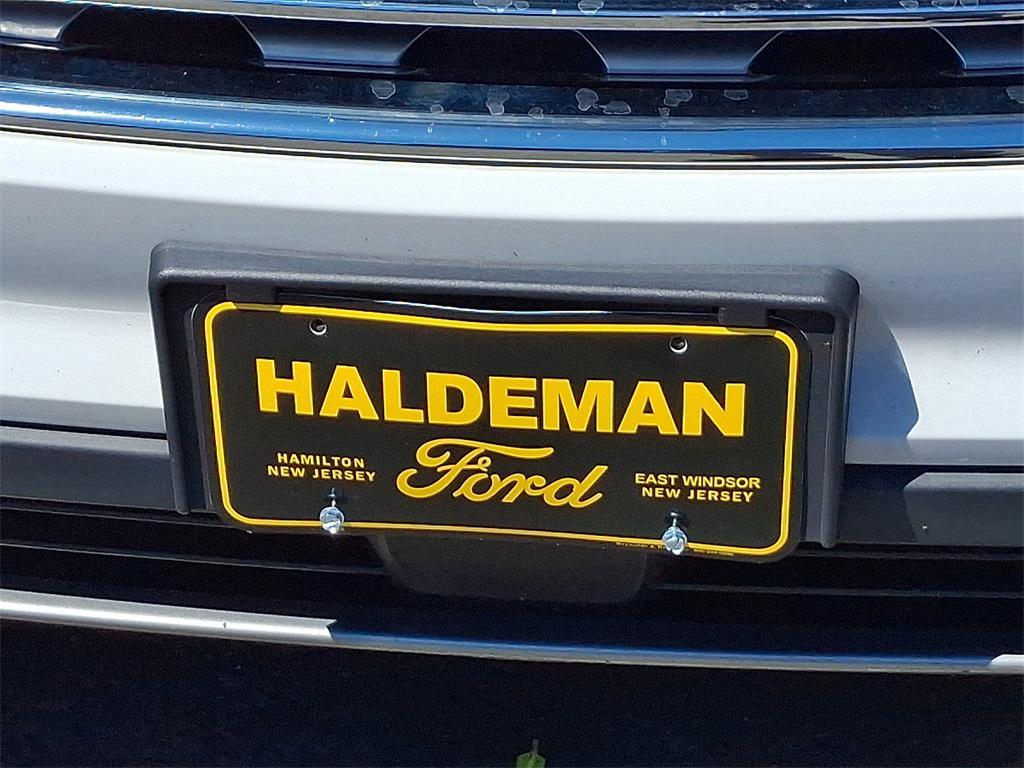 HALDEMAN
HAMILTON
NEW JERSEY
Ford
EAST WINDSOR
NEW JERSEY